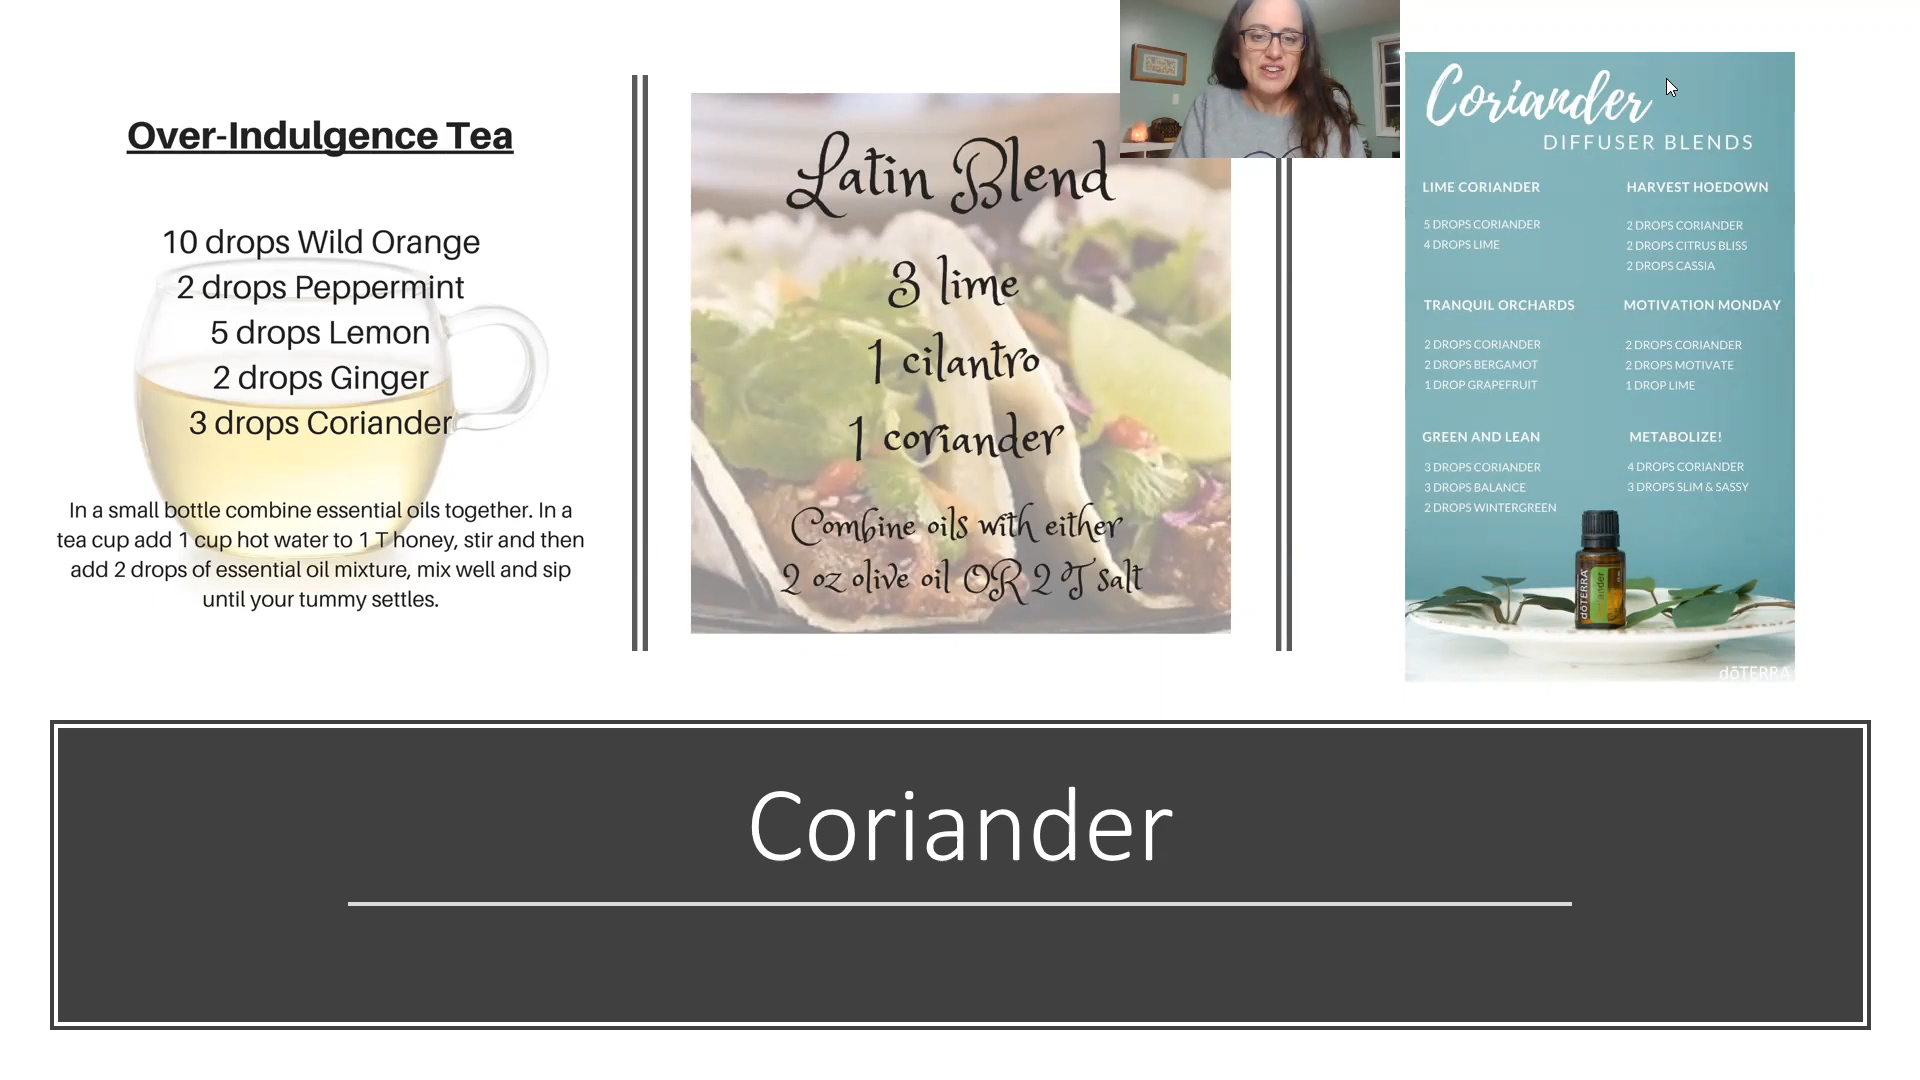 Over-Indulgence Tea
10 drops Wild Orange
2 drops Peppermint
5 drops Lemon
2 drops Ginger
3 drops Coriander
In a small bottle combine essential oils together. In a
tea cup add 1 cup hot water to 1 T honey, stir and then
add 2 drops of essential oil mixture, mix well and sip
until your tummy settles.
Latin Blend
3 lime
1 cilantro
1 coriander
Combine oils with either
2 oz olive oil OR 2 T salt
Coriander
DIFFUSER BLENDS
LIME CORIANDER
5 DROPS CORIANDER
4 DROPS LIME
HARVEST HOEDOWN
2 DROPS CORIANDER
2 DROPS CITRUS BLISS
2 DROPS CASSIA
TRANQUIL ORCHARDS
2 DROPS CORIANDER
2 DROPS BERGAMOT
1 DROP GRAPEFRUIT
MOTIVATION MONDAY
2 DROPS CORIANDER
2 DROPS MOTIVATE
1 DROP LIME
GREEN AND LEAN
3 DROPS CORIANDER
3 DROPS BALANCE
2 DROPS WINTERGREEN
METABOLIZE!
4 DROPS CORIANDER
3 DROPS SLIM & SASSY
dōTERRA
Coriander
dōTERRA
Coriander